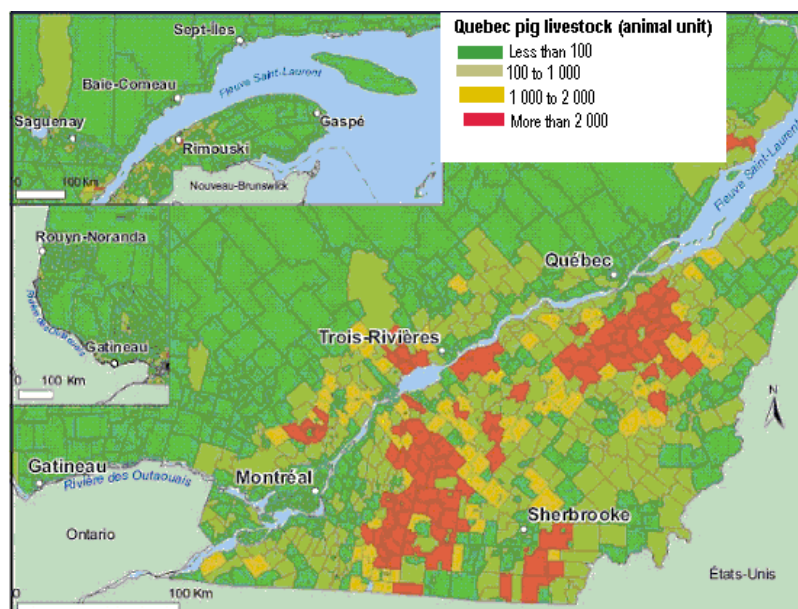 Quebec pig livestock (animal unit)
Less than 100
100 to 1 000
1 000 to 2 000
More than 2 000
Sept-Îles
Fleuve Saint-Laurent
Baie-Comeau
Saguenay
Gaspé
Rimouski
Nouveau-Brunswick
100 Km
Rouyn-Noranda
Rivière des Outaouais
Gatineau
100 Km
Fleuve Saint-Laurent
Québec
Trois-Rivières
N
Gatineau
Rivière des Outaouais
Montréal
Sherbrooke
Ontario
États-Unis
100 Km